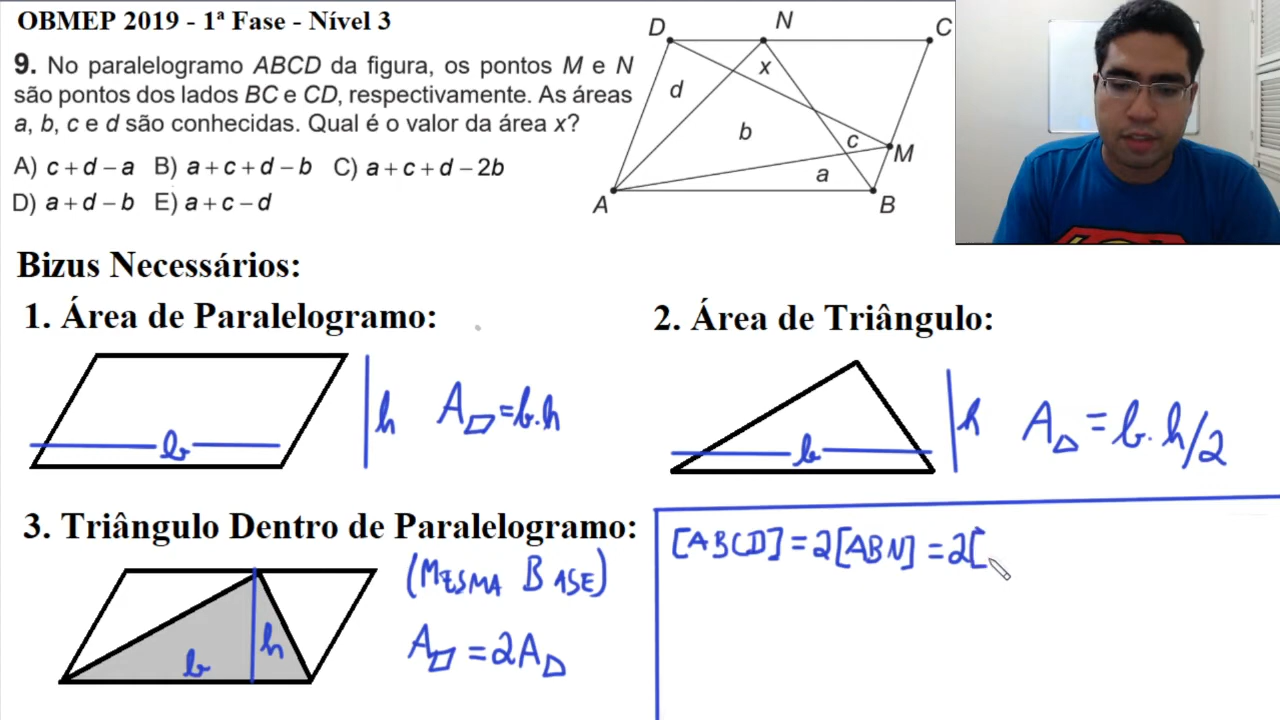 OBMEP 2019 - 1ª Fase - Nível 3
9. No paralelogramo ABCD da figura, os pontos M e N
são pontos dos lados BC e CD, respectivamente. As áreas
a, b, c e d são conhecidas. Qual é o valor da área x?
A) c + d – a B) a + c + d – b C) a + c + d – 2b
D) a + d – b E) a + c – d
D N C
x
d
b
c
M
a
A B
Bizus Necessários:
1. Área de Paralelogramo:
b
h
A▱ = b.h
2. Área de Triângulo:
b
h
A△ = b.h/2
3. Triângulo Dentro de Paralelogramo:
b
h
(MESMA BASE)
A▱ = 2A△
[ABCD] = 2[ABN] = 2[